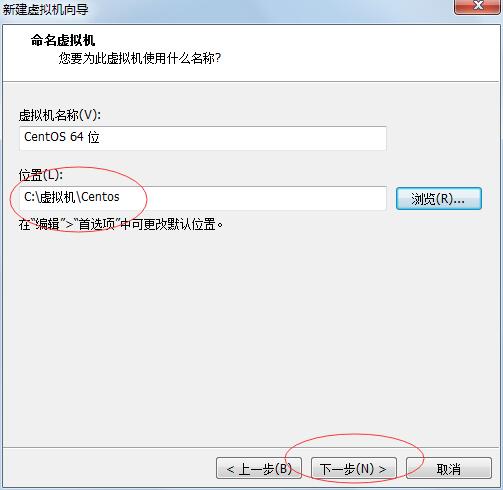 新建虚拟机向导
命名虚拟机
您要为此虚拟机使用什么名称?
虚拟机名称(V):
CentOS 64 位
位置(L):
C:\虚拟机\Centos
浏览(R)...
在“编辑”>“首选项”中可更改默认位置。
< 上一步(B)
下一步(N) >
取消